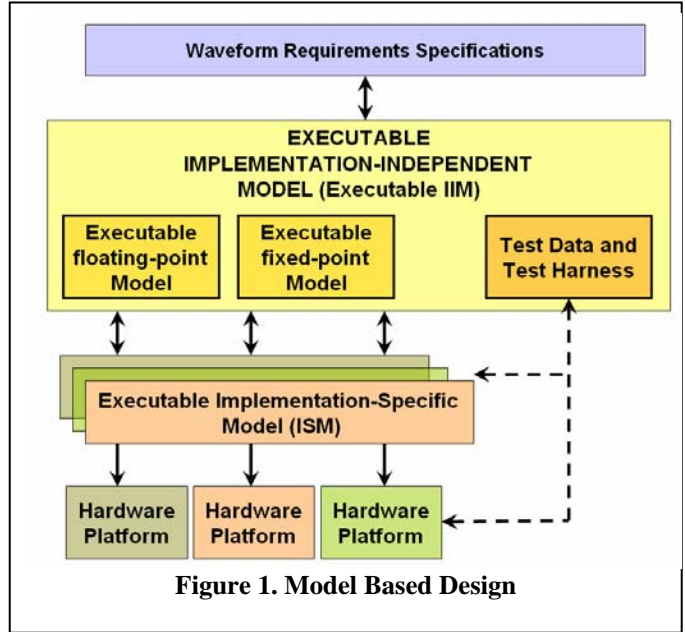 Waveform Requirements Specifications
EXECUTABLE
IMPLEMENTATION-INDEPENDENT
MODEL (Executable IIM)
Executable
floating-point
Model
Executable
fixed-point
Model
Test Data and
Test Harness
Executable Implementation-Specific
Model (ISM)
Hardware
Platform
Hardware
Platform
Hardware
Platform
Figure 1. Model Based Design